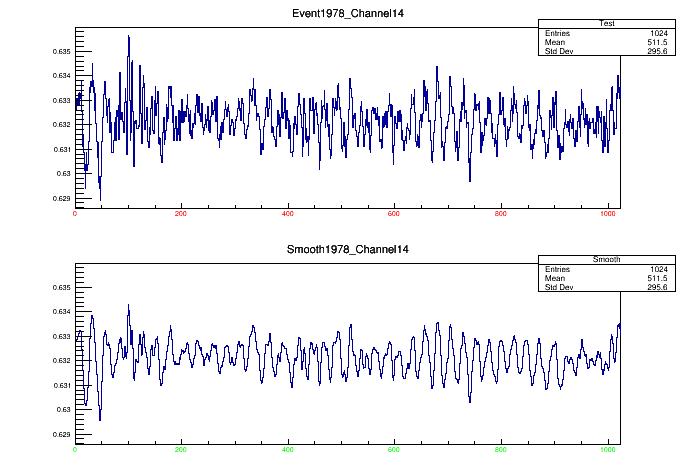 Event1978_Channel14
Test
Entries 1024
Mean 511.5
Std Dev 295.6
0.635
0.634
0.633
0.632
0.631
0.63
0.629
0 200 400 600 800 1000
Smooth1978_Channel14
Smooth
Entries 1024
Mean 511.5
Std Dev 295.6
0.635
0.634
0.633
0.632
0.631
0.63
0.629
0 200 400 600 800 1000